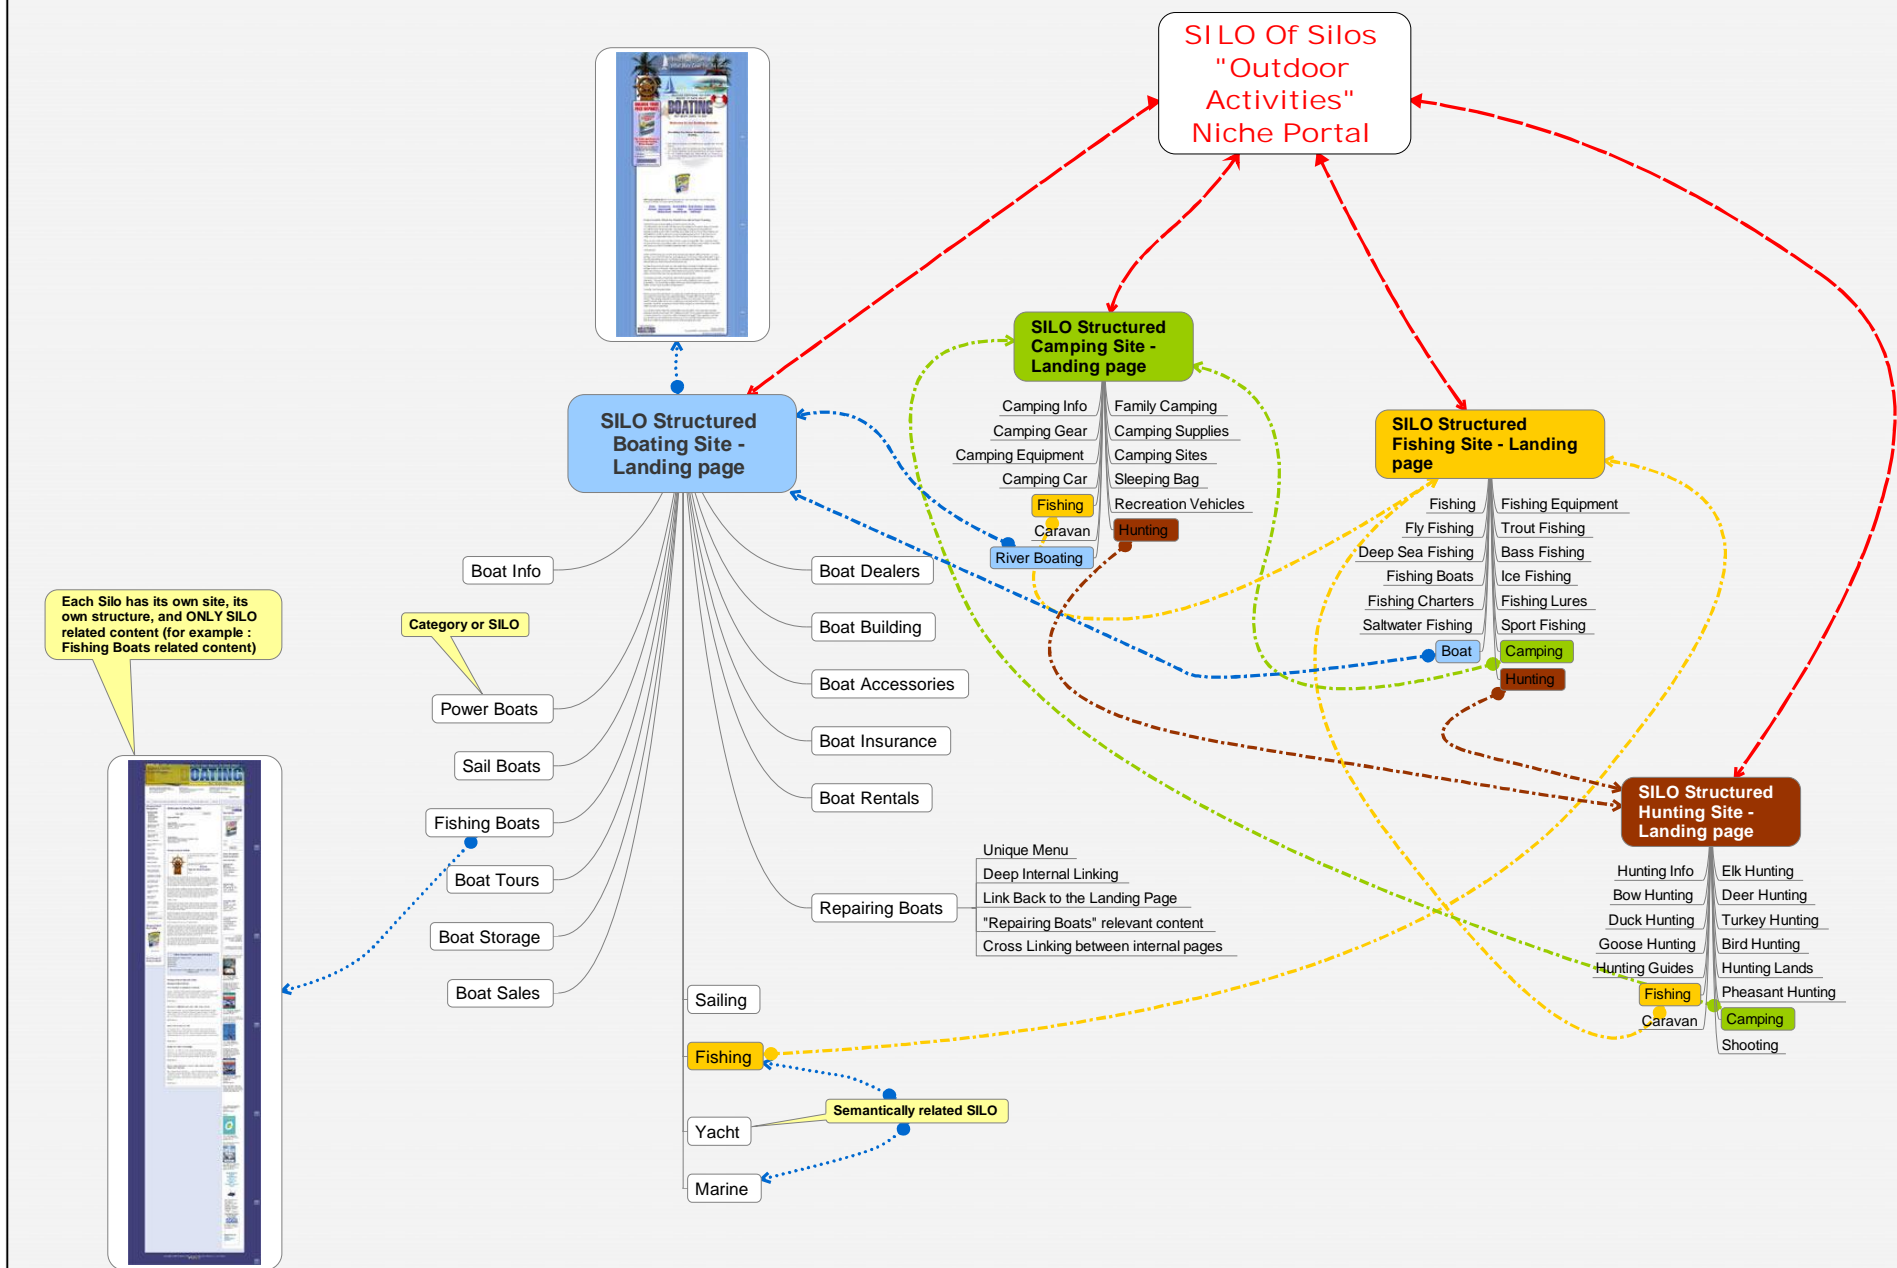 SILO Of Silos
"Outdoor
Activities"
Niche Portal
BOATING
SILO Structured
Boating Site -
Landing page
Boat Info
Power Boats
Sail Boats
Fishing Boats
Boat Tours
Boat Storage
Boat Sales
Boat Dealers
Boat Building
Boat Accessories
Boat Insurance
Boat Rentals
Repairing Boats
Unique Menu
Deep Internal Linking
Link Back to the Landing Page
"Repairing Boats" relevant content
Cross Linking between internal pages
Sailing
Fishing
Yacht
Marine
Semantically related SILO
Category or SILO
Each Silo has its own site, its
own structure, and ONLY SILO
related content (for example :
Fishing Boats related content)
SILO Structured
Camping Site -
Landing page
Camping Info
Camping Gear
Camping Equipment
Camping Car
Fishing
Caravan
River Boating
Family Camping
Camping Supplies
Camping Sites
Sleeping Bag
Recreation Vehicles
Hunting
SILO Structured
Fishing Site - Landing
page
Fishing
Fly Fishing
Deep Sea Fishing
Fishing Boats
Fishing Charters
Saltwater Fishing
Boat
Fishing Equipment
Trout Fishing
Bass Fishing
Ice Fishing
Fishing Lures
Sport Fishing
Camping
Hunting
SILO Structured
Hunting Site -
Landing page
Hunting Info
Bow Hunting
Duck Hunting
Goose Hunting
Hunting Guides
Fishing
Caravan
Elk Hunting
Deer Hunting
Turkey Hunting
Bird Hunting
Hunting Lands
Pheasant Hunting
Camping
Shooting